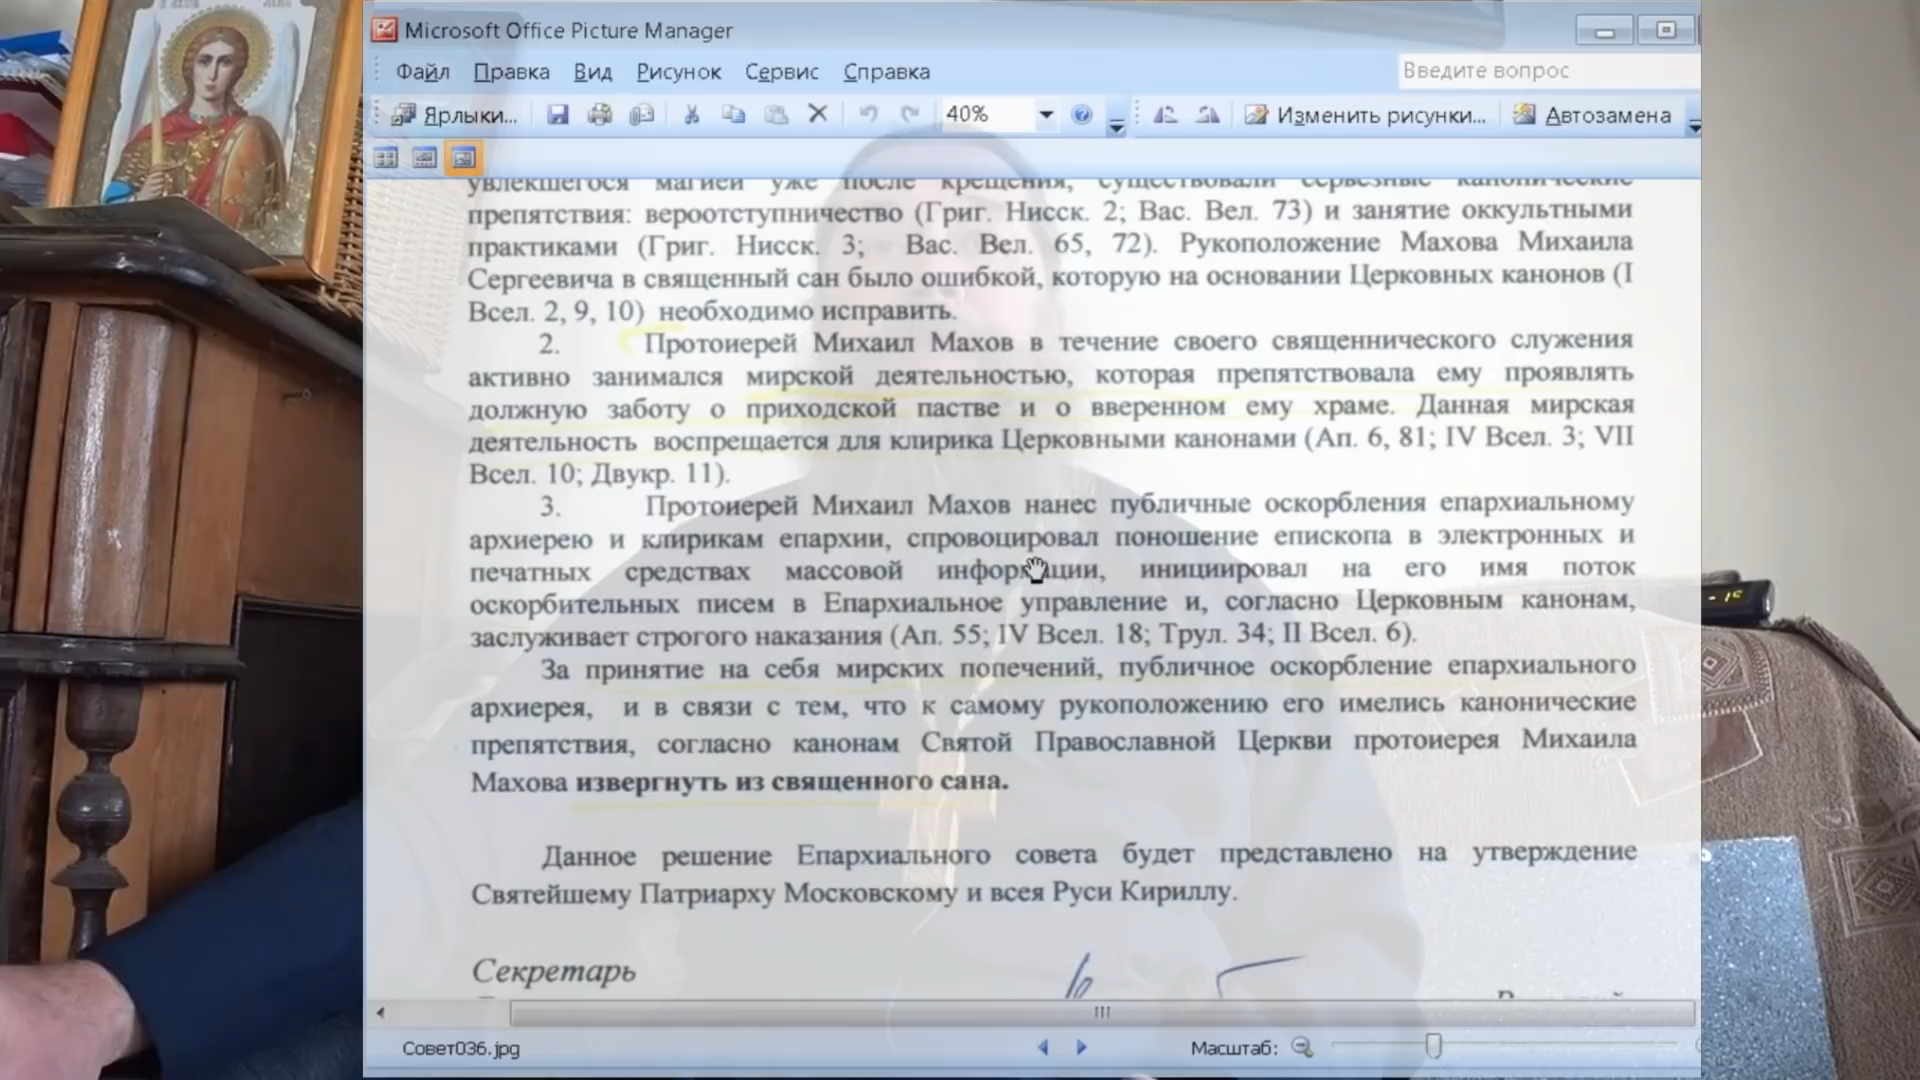 Microsoft Office Picture Manager
Файл Правка Вид Рисунок Сервис Справка
Введите вопрос
Ярлыки... 40% Изменить рисунки... Автозамена
увлекшегося магией уже после крещения, существовали серьезные канонические
препятствия: вероотступничество (Григ. Нисск. 2; Вас. Вел. 73) и занятие оккультными
практиками (Григ. Нисск. 3; Вас. Вел. 65, 72). Рукоположение Махова Михаила
Сергеевича в священный сан было ошибкой, которую на основании Церковных канонов (I
Всел. 2, 9, 10) необходимо исправить.
2. Протоиерей Михаил Махов в течение своего священнического служения
активно занимался мирской деятельностью, которая препятствовала ему проявлять
должную заботу о приходской пастве и о вверенном ему храме. Данная мирская
деятельность воспрещается для клирика Церковными канонами (Ап. 6, 81; IV Всел. 3; VII
Всел. 10; Двукр. 11).
3. Протоиерей Михаил Махов нанес публичные оскорбления епархиальному
архиерею и клирикам епархии, спровоцировал поношение епископа в электронных и
печатных средствах массовой информации, инициировал на его имя поток
оскорбительных писем в Епархиальное управление и, согласно Церковным канонам,
заслуживает строгого наказания (Ап. 55; IV Всел. 18; Трул. 34; II Всел. 6).
За принятие на себя мирских попечений, публичное оскорбление епархиального
архиерея, и в связи с тем, что к самому рукоположению его имелись канонические
препятствия, согласно канонам Святой Православной Церкви протоиерея Михаила
Махова извергнуть из священного сана.
Данное решение Епархиального совета будет представлено на утверждение
Святейшему Патриарху Московскому и всея Руси Кириллу.
Секретарь
Совет036.jpg Масштаб: